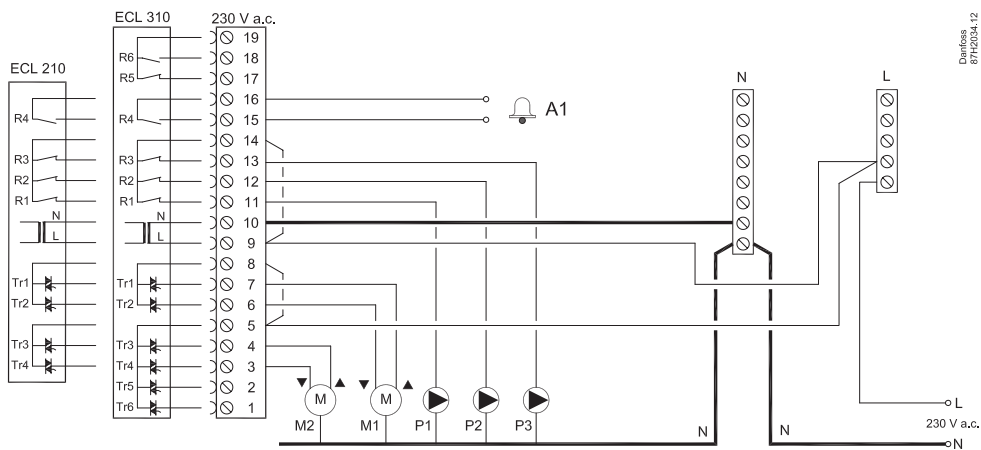 ECL 310
230 V a.c.
ECL 210
Danfoss
87H2034.12
19
R6 18
R5 17
N
L
16
R4 R4 15
A1
14
R3 R3 13
R2 R2 12
R1 R1 11
N N 10
L L 9
8
Tr1 Tr1 7
Tr2 Tr2 6
5
Tr3 Tr3 4
Tr4 Tr4 3
Tr5 2
Tr6 1
M M
M2 M1 P1 P2 P3
L
230 V a.c.
N N N